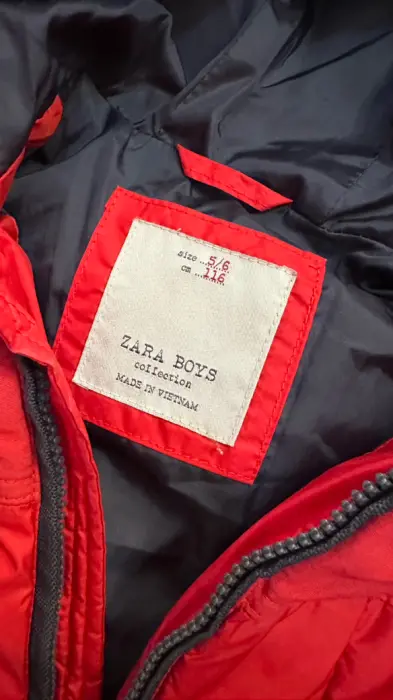 size ...5/6
cm ...116
ZARA BOYS
collection
MADE IN VIETNAM